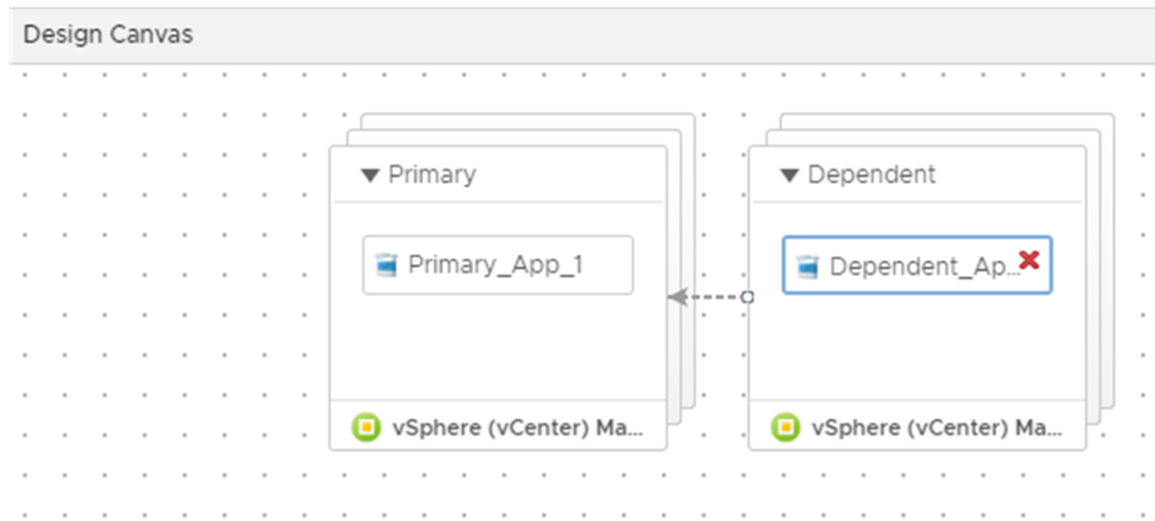 Design Canvas
Primary
Dependent
Primary_App_1
Dependent_Ap...
vSphere (vCenter) Ma...
vSphere (vCenter) Ma...